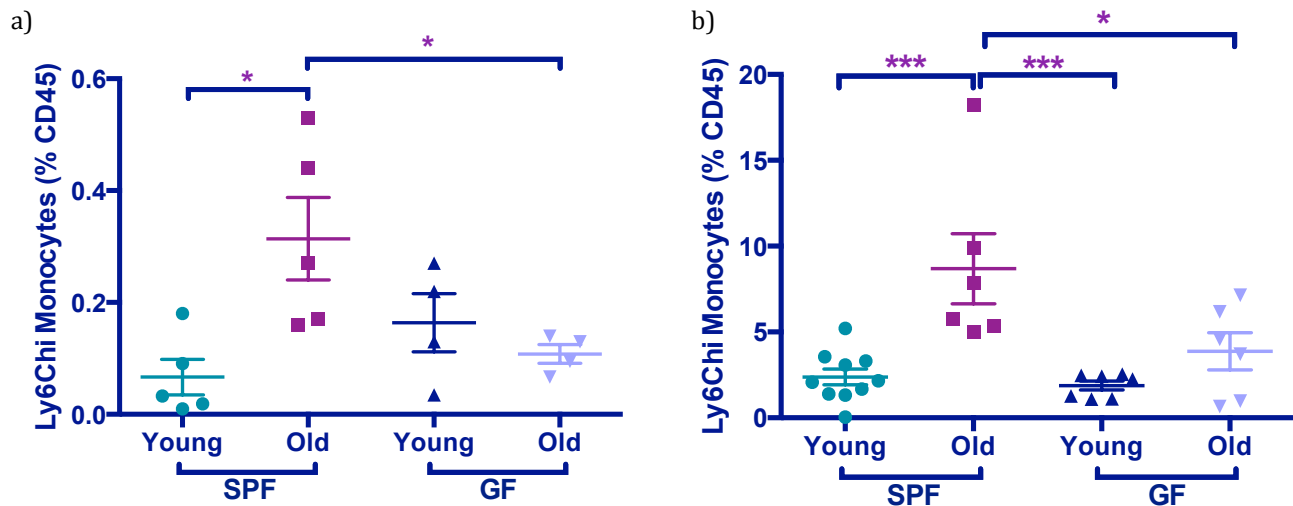 a)
Ly6Chi Monocytes (% CD45)
0.6
0.4
0.2
0.0
*
*
Young Old Young Old
SPF GF
b)
Ly6Chi Monocytes (% CD45)
20
15
10
5
0
***
***
*
Young Old Young Old
SPF GF